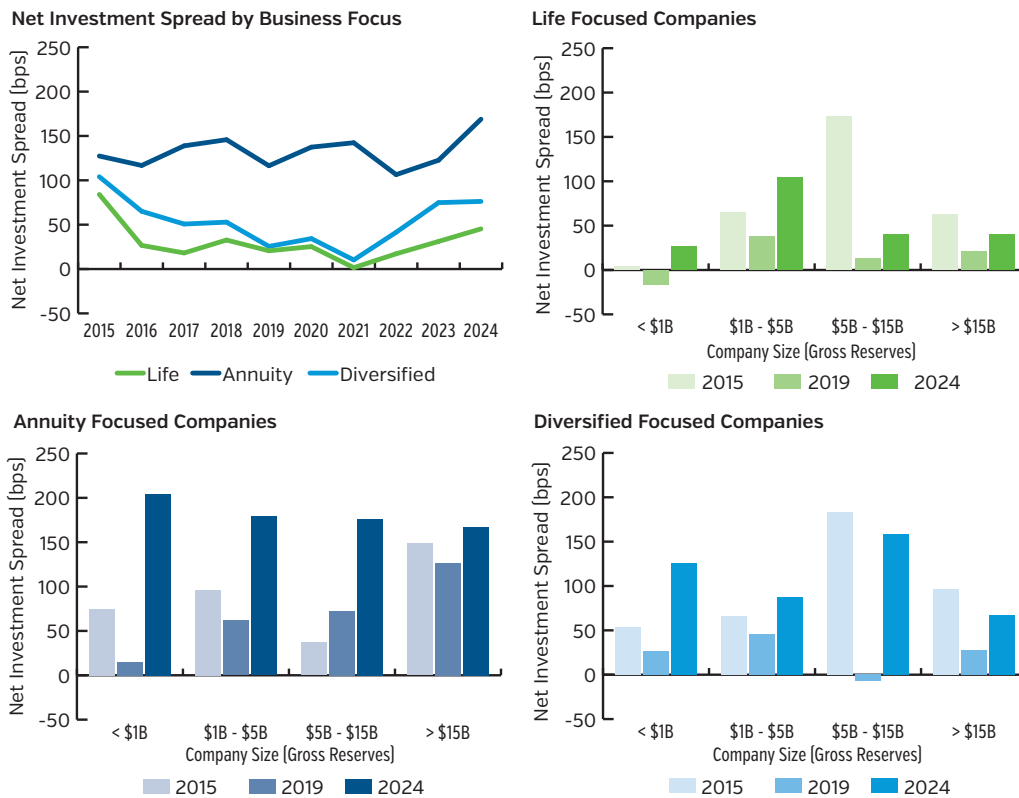 Net Investment Spread by Business Focus
Net Investment Spread (bps)
250
200
150
100
50
0
-50
2015 2016 2017 2018 2019 2020 2021 2022 2023 2024
Life Annuity Diversified
Life Focused Companies
Net Investment Spread (bps)
250
200
150
100
50
0
-50
< $1B $1B - $5B $5B - $15B > $15B
Company Size (Gross Reserves)
2015 2019 2024
Annuity Focused Companies
Net Investment Spread (bps)
250
200
150
100
50
0
-50
< $1B $1B - $5B $5B - $15B > $15B
Company Size (Gross Reserves)
2015 2019 2024
Diversified Focused Companies
Net Investment Spread (bps)
250
200
150
100
50
0
-50
< $1B $1B - $5B $5B - $15B > $15B
Company Size (Gross Reserves)
2015 2019 2024